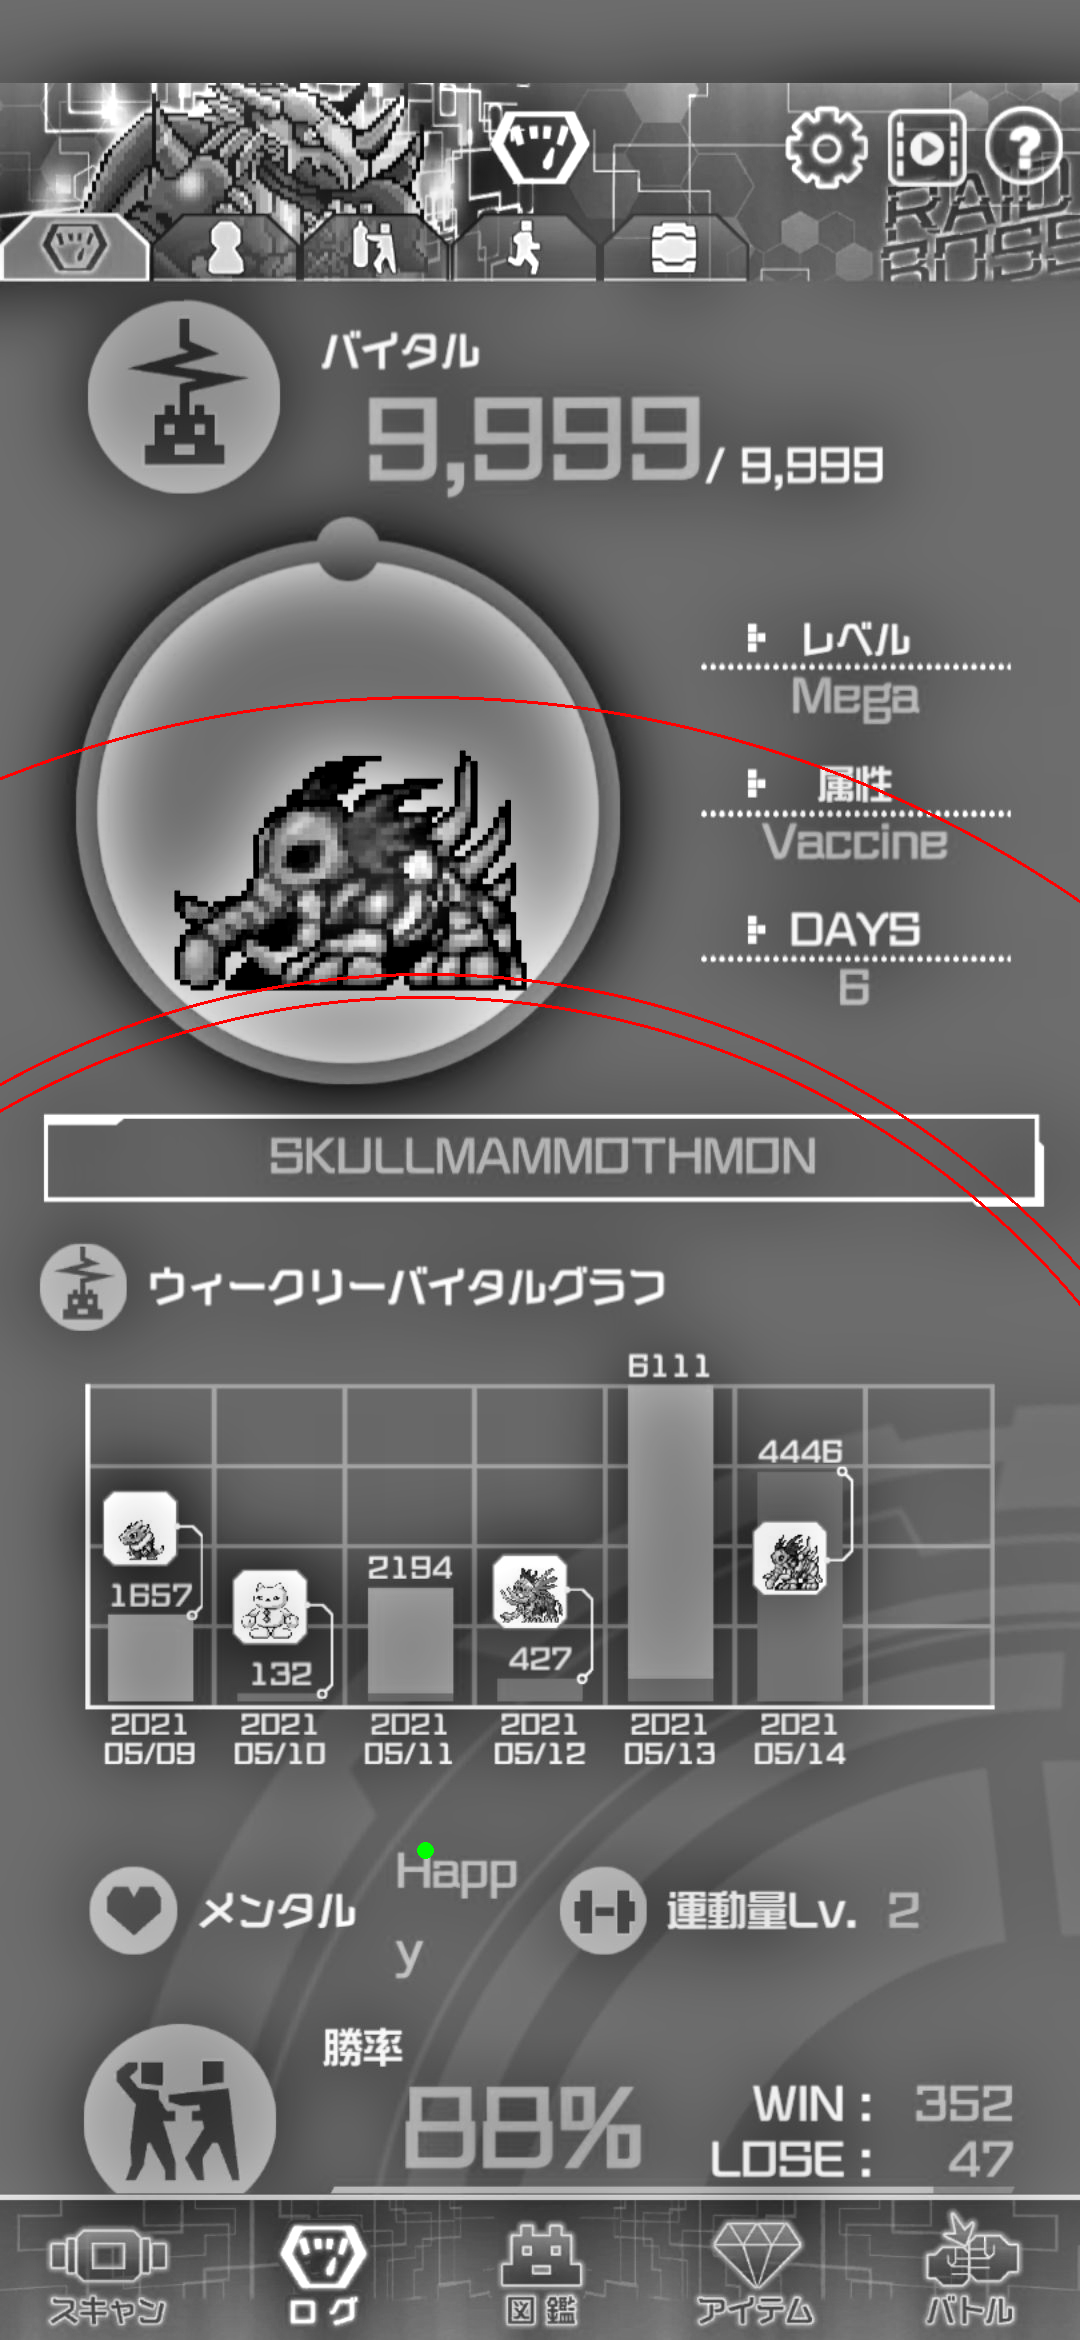 ?
RAID
BOSS
バイタル
9,999/ 9,999
レベル
Mega
属性
Vaccine
DAYS
6
SKULLMAMMOTHMON
ウィークリーバイタルグラフ
6111
4446
2194
1657
427
132
2021 2021 2021 2021 2021 2021
05/09 05/10 05/11 05/12 05/13 05/14
メンタル
Happ
y
運動量Lv. 2
勝率
88%
WIN : 352
LOSE : 47
スキャン ログ 図鑑 アイテム バトル